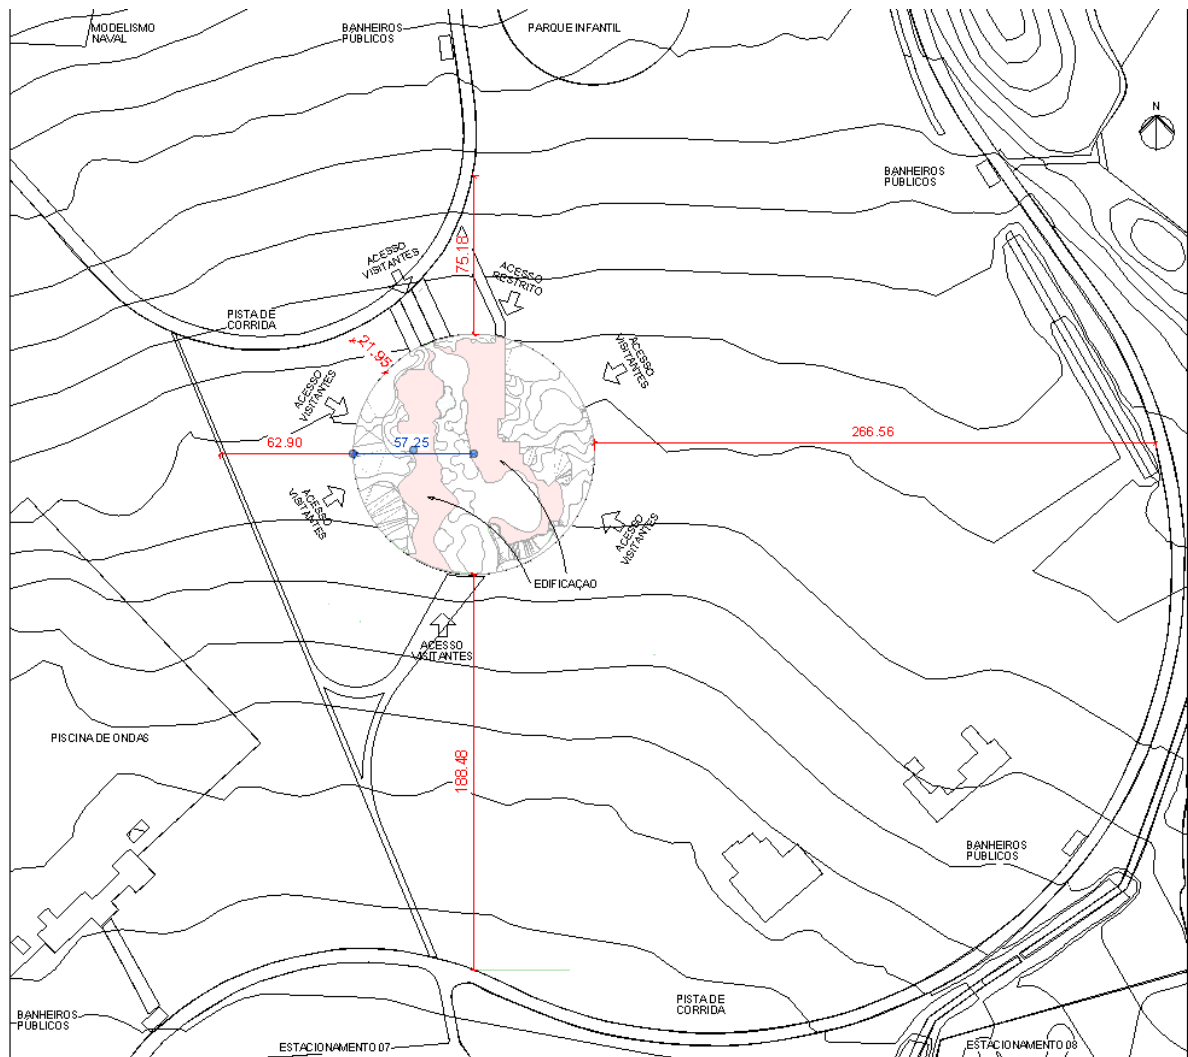 MODELISMO
NAVAL
BANHEIROS
PÚBLICOS
PARQUE INFANTIL
N
BANHEIROS
PÚBLICOS
ACESSO
VISITANTES
75.18
ACESSO
RESTRITO
PISTA DE
CORRIDA
21.95
ACESSO
VISITANTES
ACESSO
VISITANTES
62.90
57.25
266.56
ACESSO
VISITANTES
ACESSO
VISITANTES
EDIFICAÇÃO
ACESSO
VISITANTES
PISCINA DE ONDAS
188.48
BANHEIROS
PÚBLICOS
PISTA DE
CORRIDA
BANHEIROS
PÚBLICOS
ESTACIONAMENTO 07
ESTACIONAMENTO 08